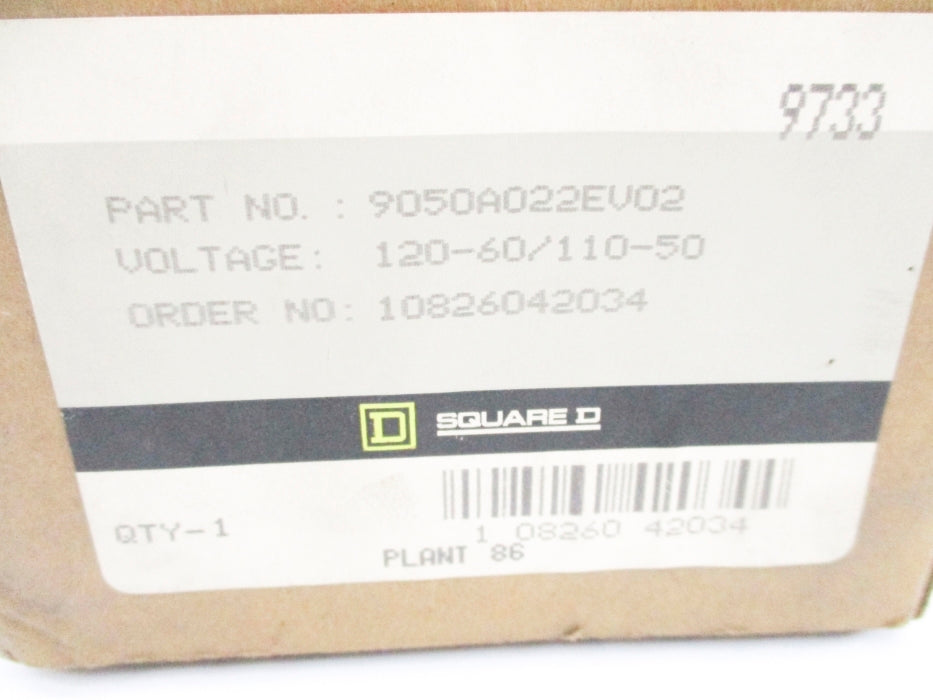 9733
PART NO. : 9050A022EV02
VOLTAGE: 120-60/110-50
ORDER NO: 10826042034
D SQUARE D
QTY-1
1 08260 42034
PLANT 86